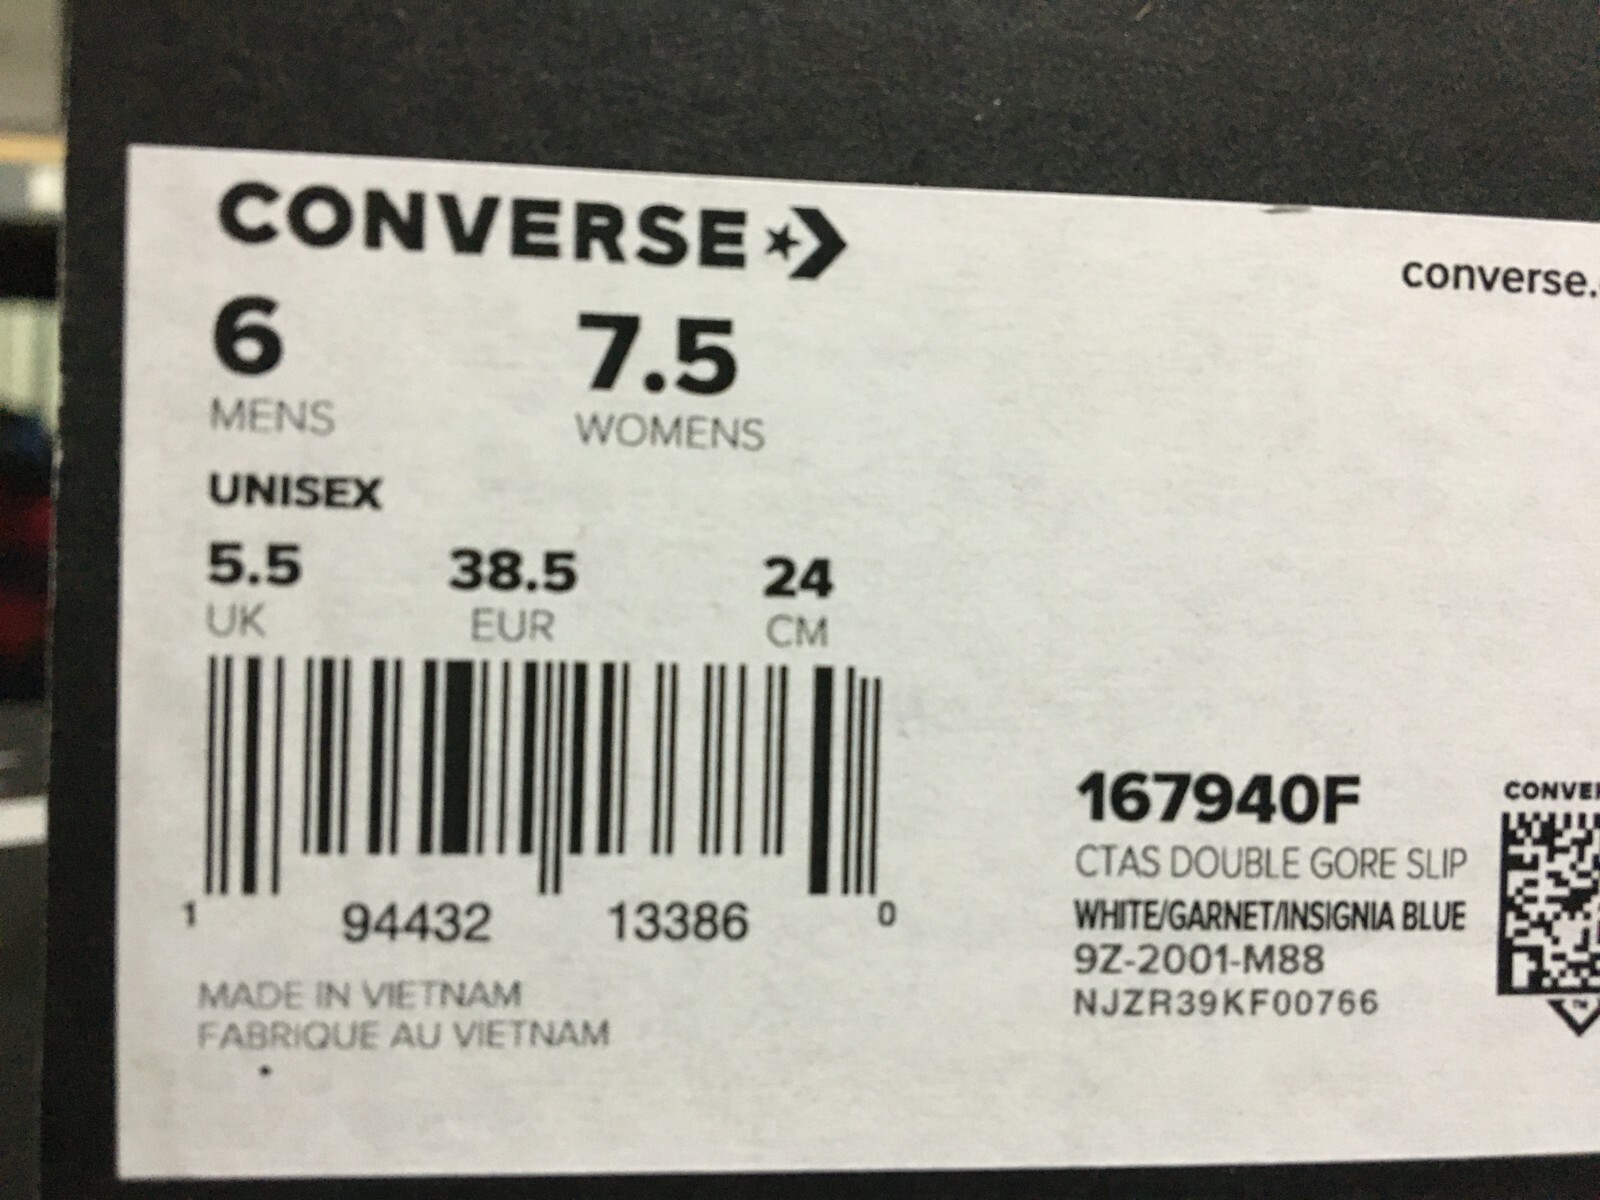 CONVERSE
converse.
6 7.5
MENS WOMENS
UNISEX
5.5 38.5 24
UK EUR CM
1 94432 13386 0
MADE IN VIETNAM
FABRIQUE AU VIETNAM
167940F
CTAS DOUBLE GORE SLIP
WHITE/GARNET/INSIGNIA BLUE
9Z-2001-M88
NJZR39KF00766